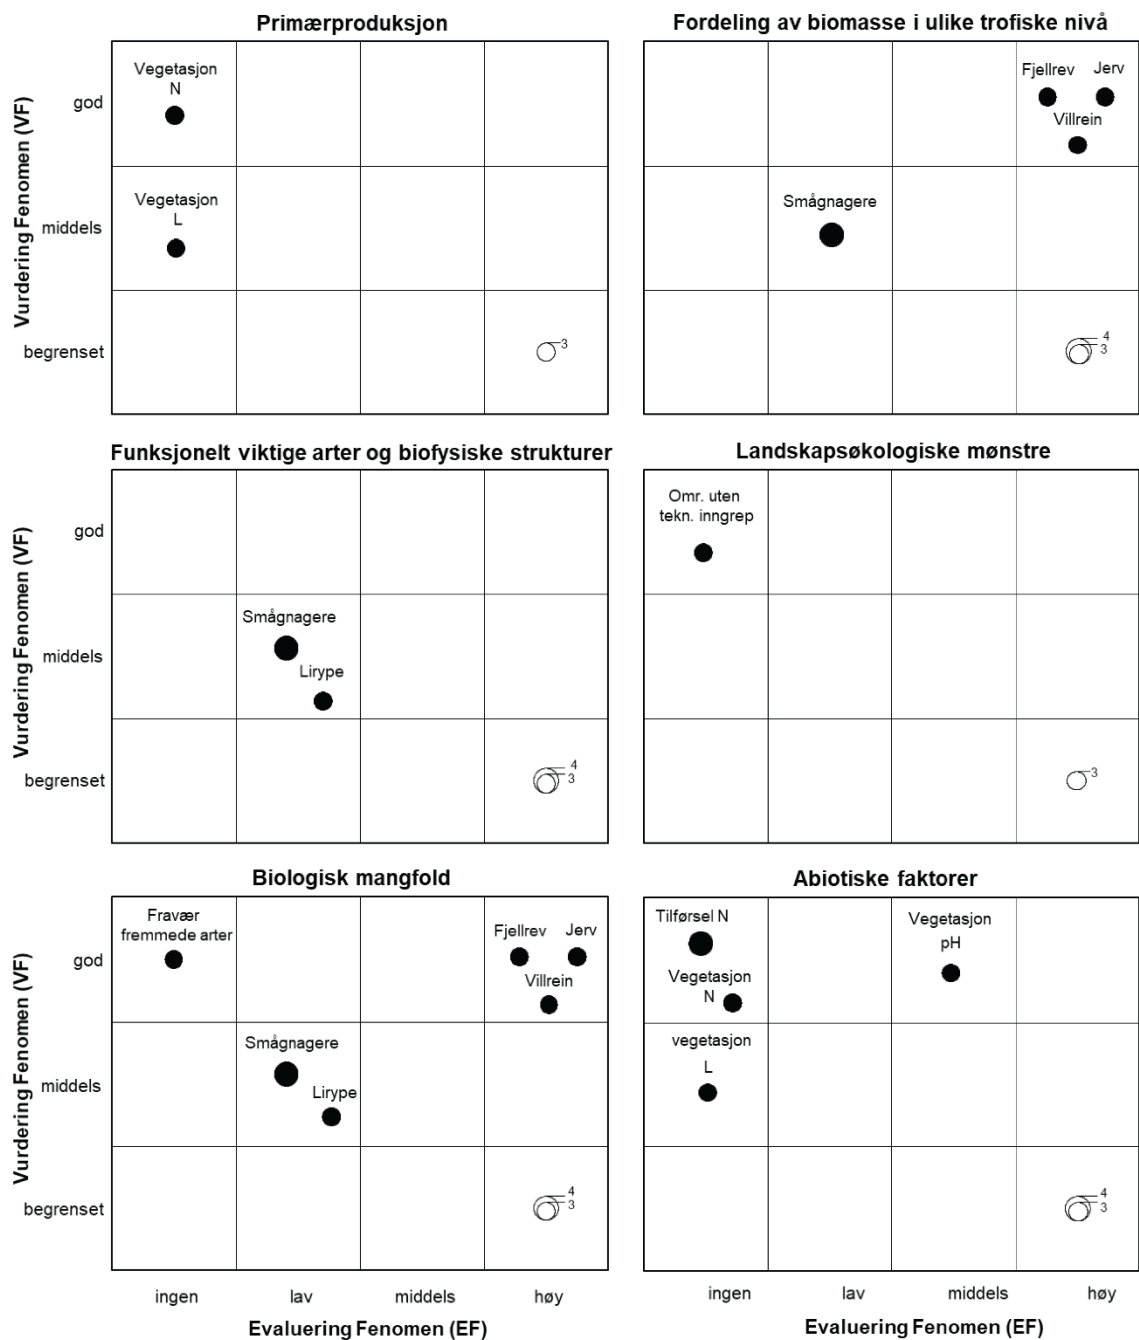 Primærproduksjon
Fordeling av biomasse i ulike trofiske nivå
Vurdering Fenomen (VF)
god
middels
begrenset
Vegetasjon
N
Vegetasjon
L
3
Fjellrev
Jerv
Villrein
Smågnagere
4
3
Funksjonelt viktige arter og biofysiske strukturer
Landskapsøkologiske mønstre
Vurdering Fenomen (VF)
god
middels
begrenset
Smågnagere
Lirype
4
3
Omr. uten
tekn. inngrep
3
Biologisk mangfold
Abiotiske faktorer
Vurdering Fenomen (VF)
god
middels
begrenset
Fravær
fremmede arter
Fjellrev
Jerv
Villrein
Smågnagere
Lirype
4
3
Tilførsel N
Vegetasjon
N
Vegetasjon
pH
vegetasjon
L
4
3
ingen
lav
middels
høy
ingen
lav
middels
høy
Evaluering Fenomen (EF)
Evaluering Fenomen (EF)